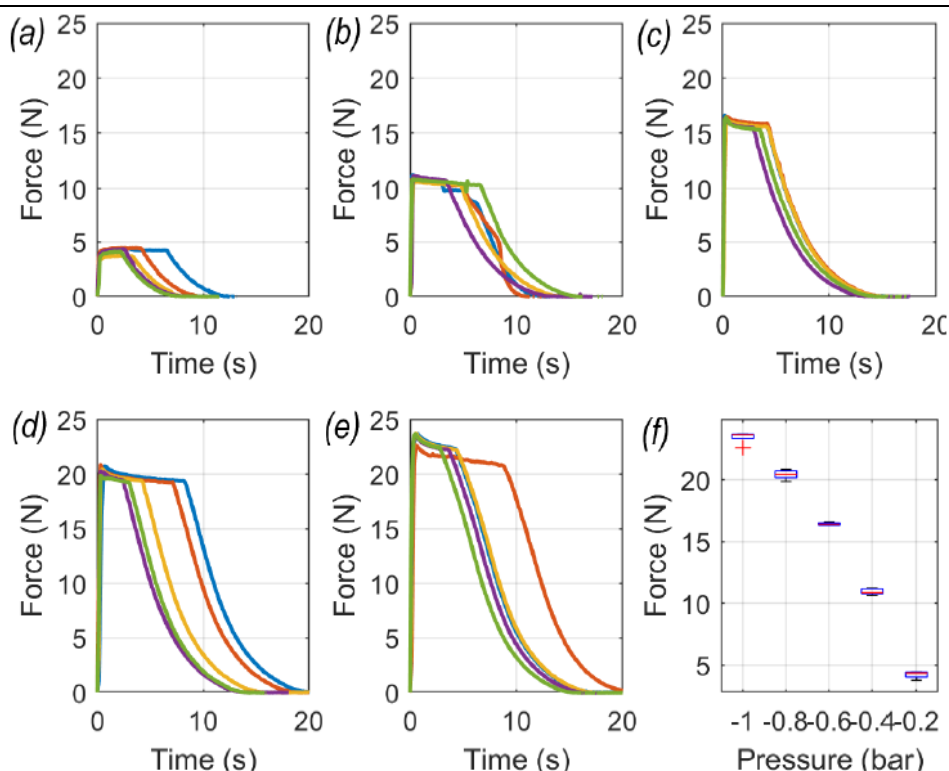 (a) (b) (c)
25 25 25
20 20 20
15 15 15
10 10 10
5 5 5
0 0 0
Force (N) Force (N) Force (N)
0 10 20 0 10 20 0 10 20
Time (s) Time (s) Time (s)
(d) (e) (f)
25 25
20 20 20
15 15 15
10 10 10
5 5 5
0 0
Force (N) Force (N) Force (N)
0 10 20 0 10 20 -1 -0.8 -0.6 -0.4 -0.2
Time (s) Time (s) Pressure (bar)